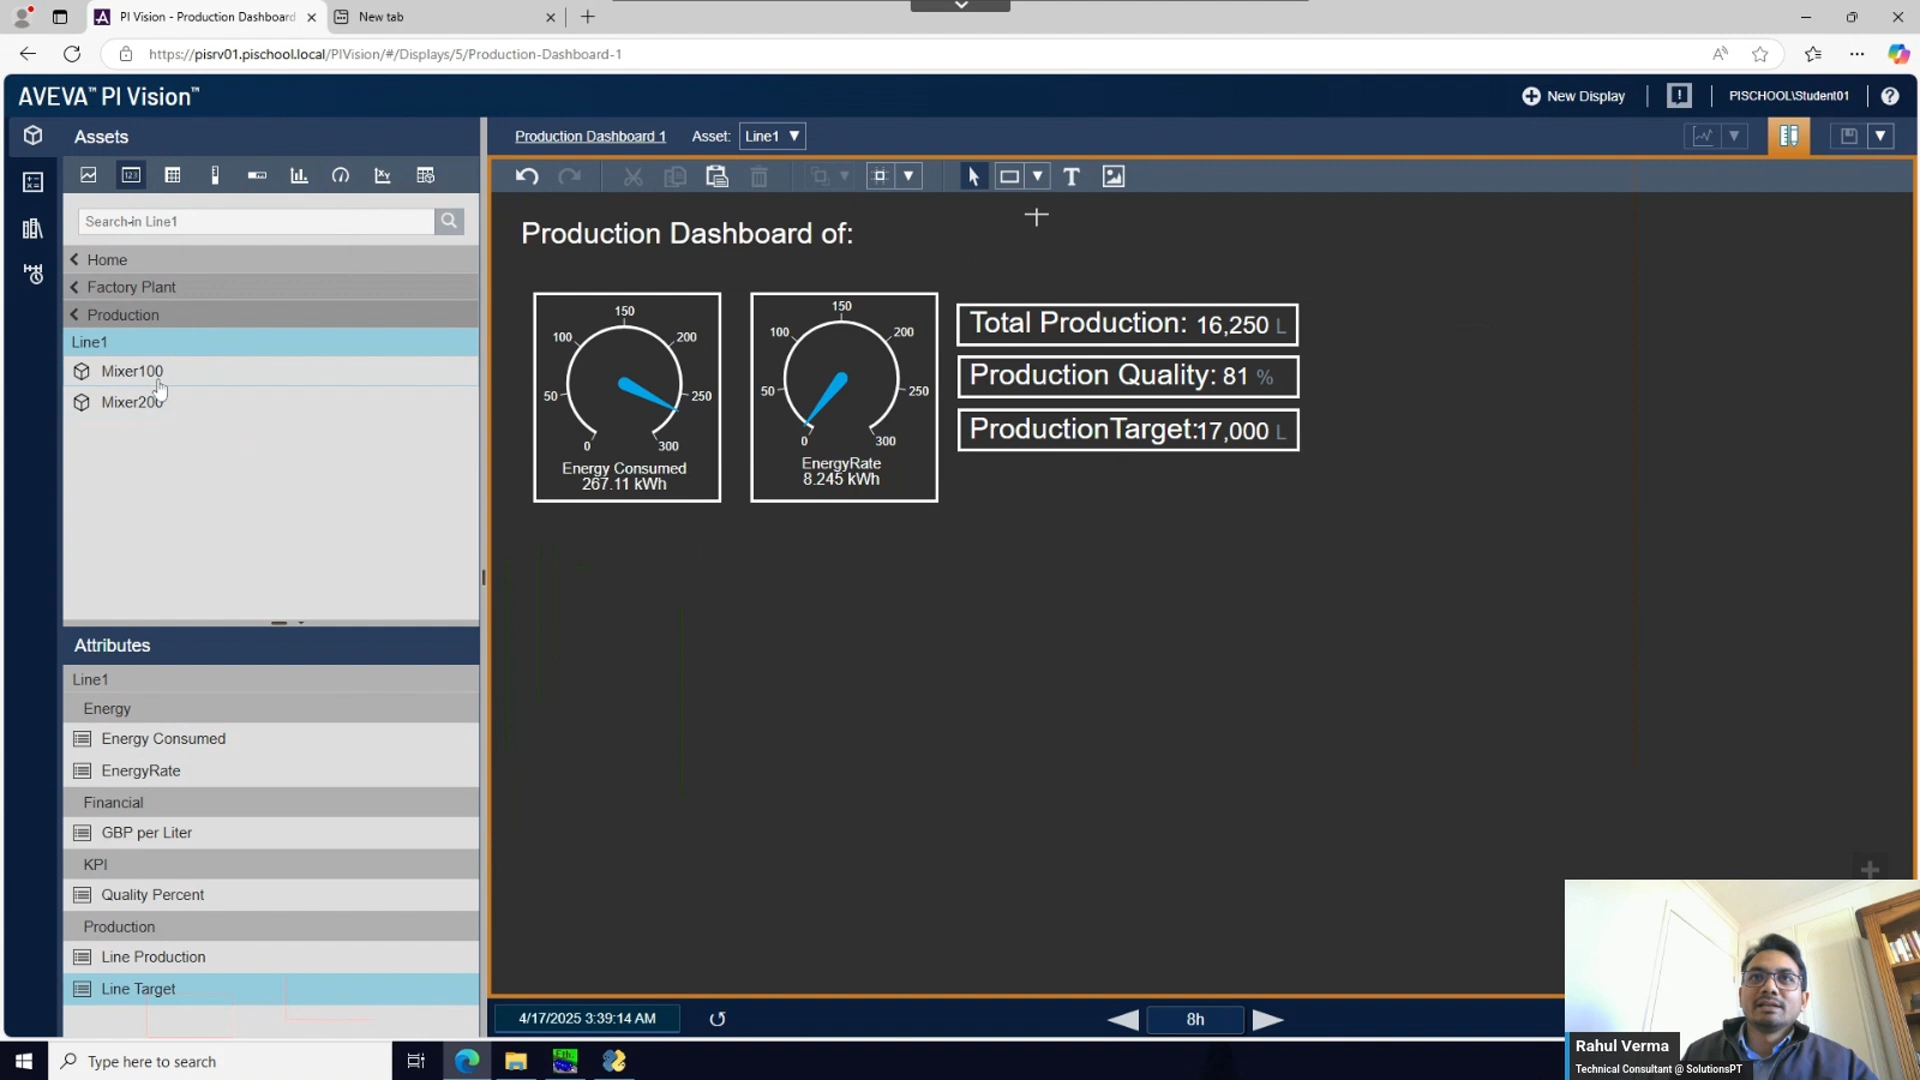 PI Vision - Production Dashboard
New tab
https://pisrv01.pischool.local/PIVision/#/Displays/5/Production-Dashboard-1
AVEVA™ PI Vision™
New Display
PISCHOOL\Student01
Assets
Production Dashboard 1
Asset:
Line1
Search in Line1
Home
Factory Plant
Production
Line1
Mixer100
Mixer200
Production Dashboard of:
0
50
100
150
200
250
300
Energy Consumed
267.11 kWh
0
50
100
150
200
250
300
EnergyRate
8.245 kWh
Total Production: 16,250 L
Production Quality: 81 %
ProductionTarget:17,000 L
Attributes
Line1
Energy
Energy Consumed
EnergyRate
Financial
GBP per Liter
KPI
Quality Percent
Production
Line Production
Line Target
4/17/2025 3:39:14 AM
8h
Type here to search
Rahul Verma
Technical Consultant @ SolutionsPT